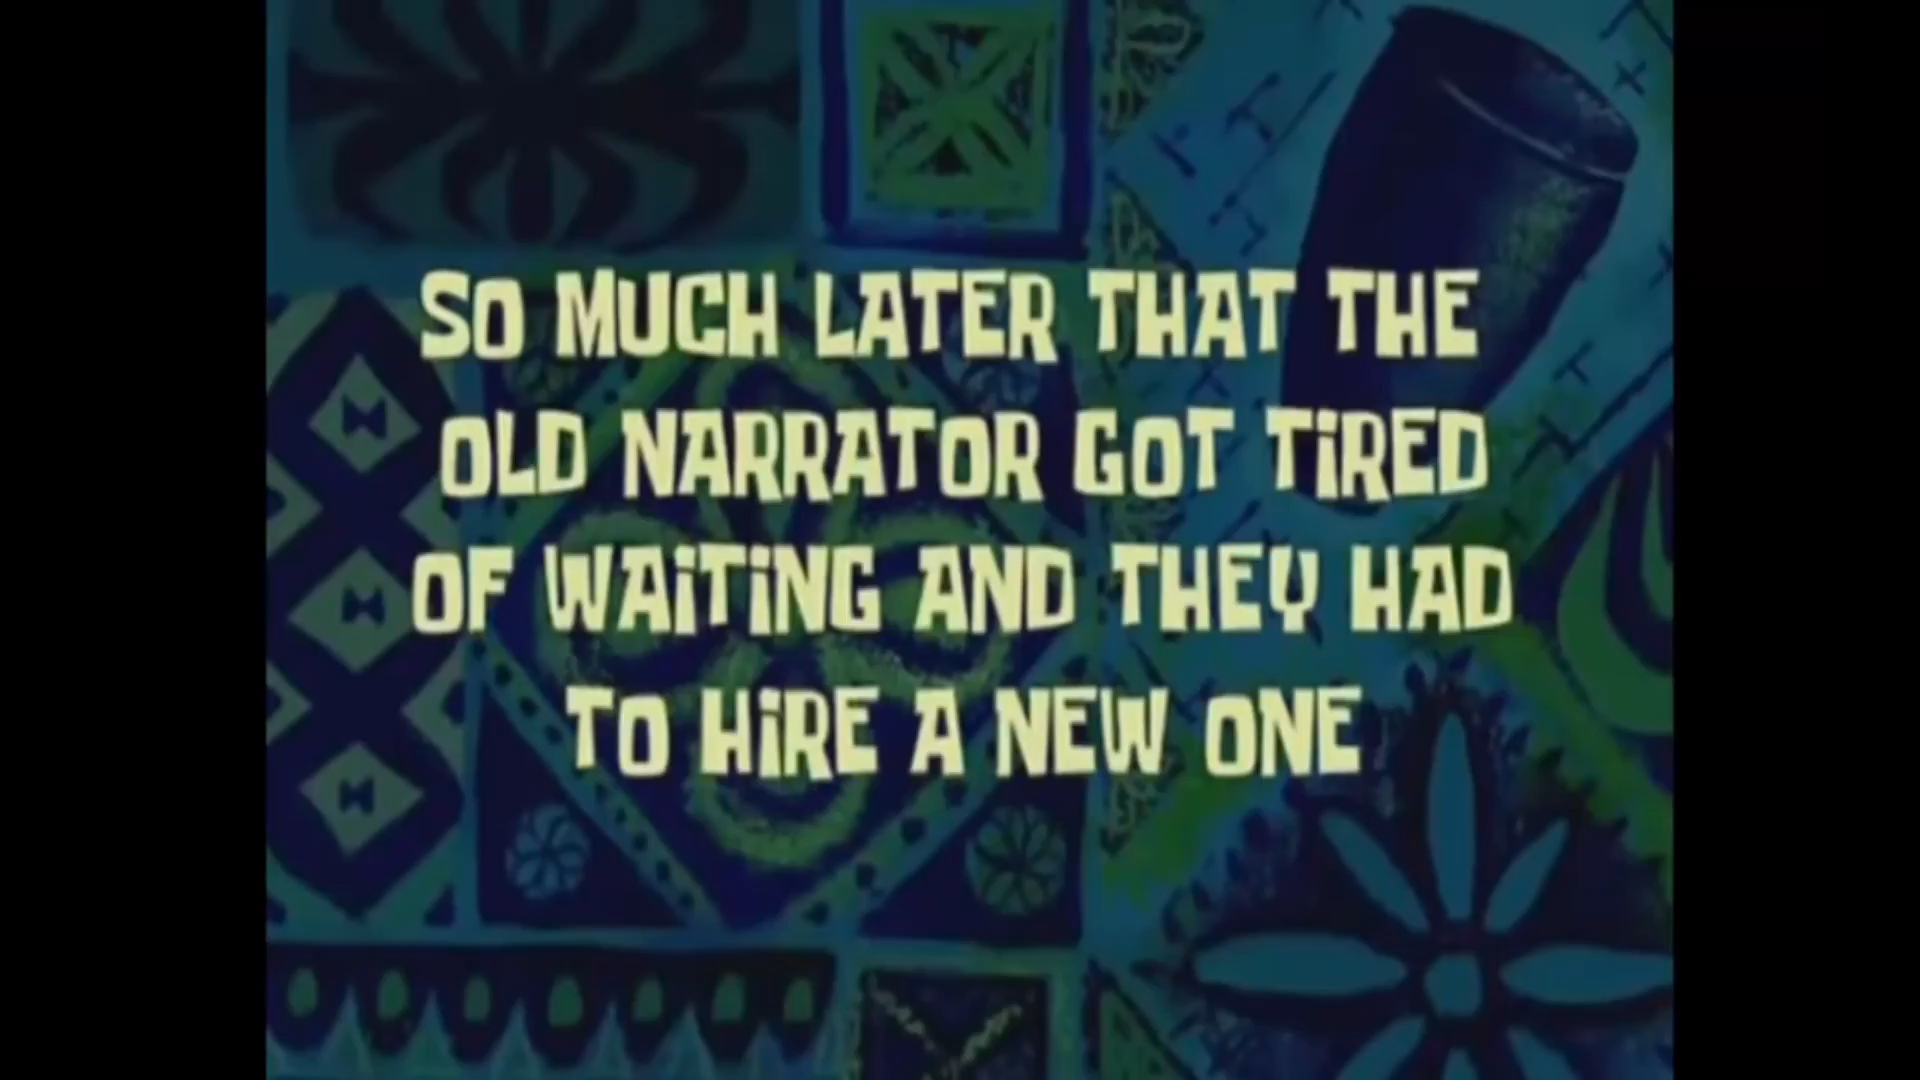 SO MUCH LATER THAT THE
OLD NARRATOR GOT TiRED
OF WAiTiNG AND THEY HAD
TO HiRE A NEW ONE